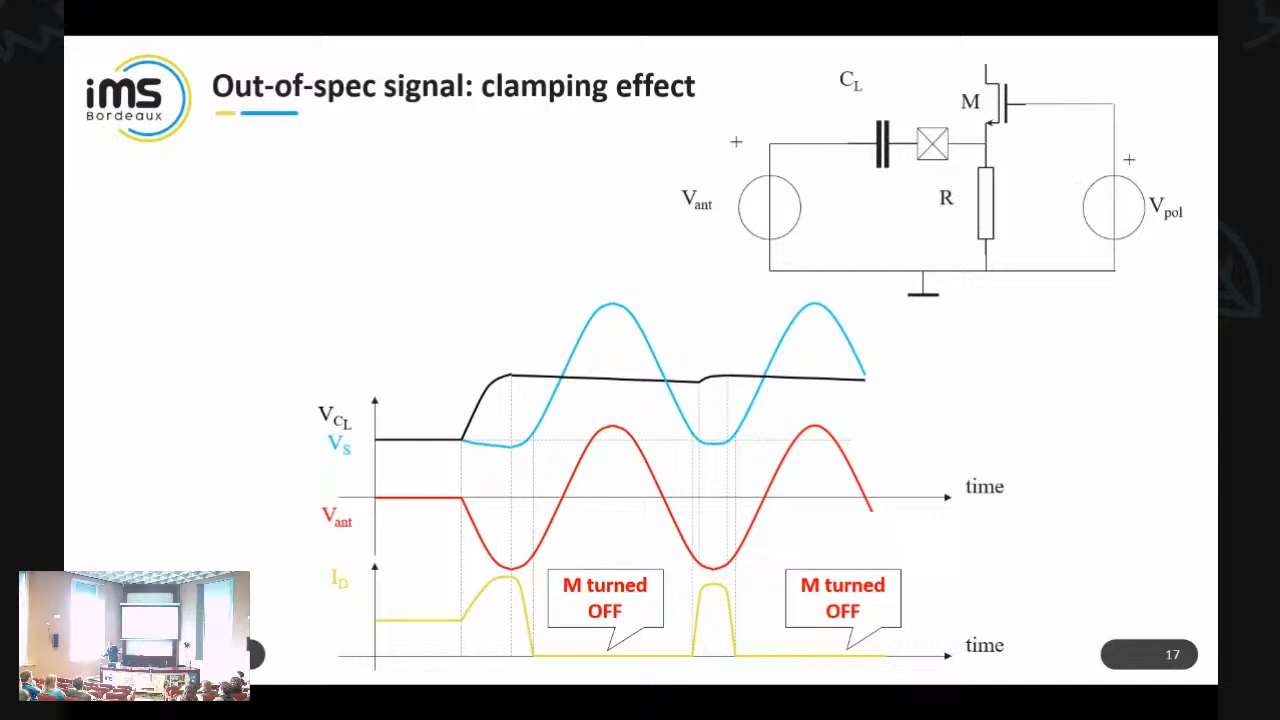 iMS
Bordeaux
Out-of-spec signal: clamping effect
C_L
M
+
+
V_ant
R
V_pol
V_C_L
V_S
time
V_ant
I_D
M turned
OFF
M turned
OFF
time
17